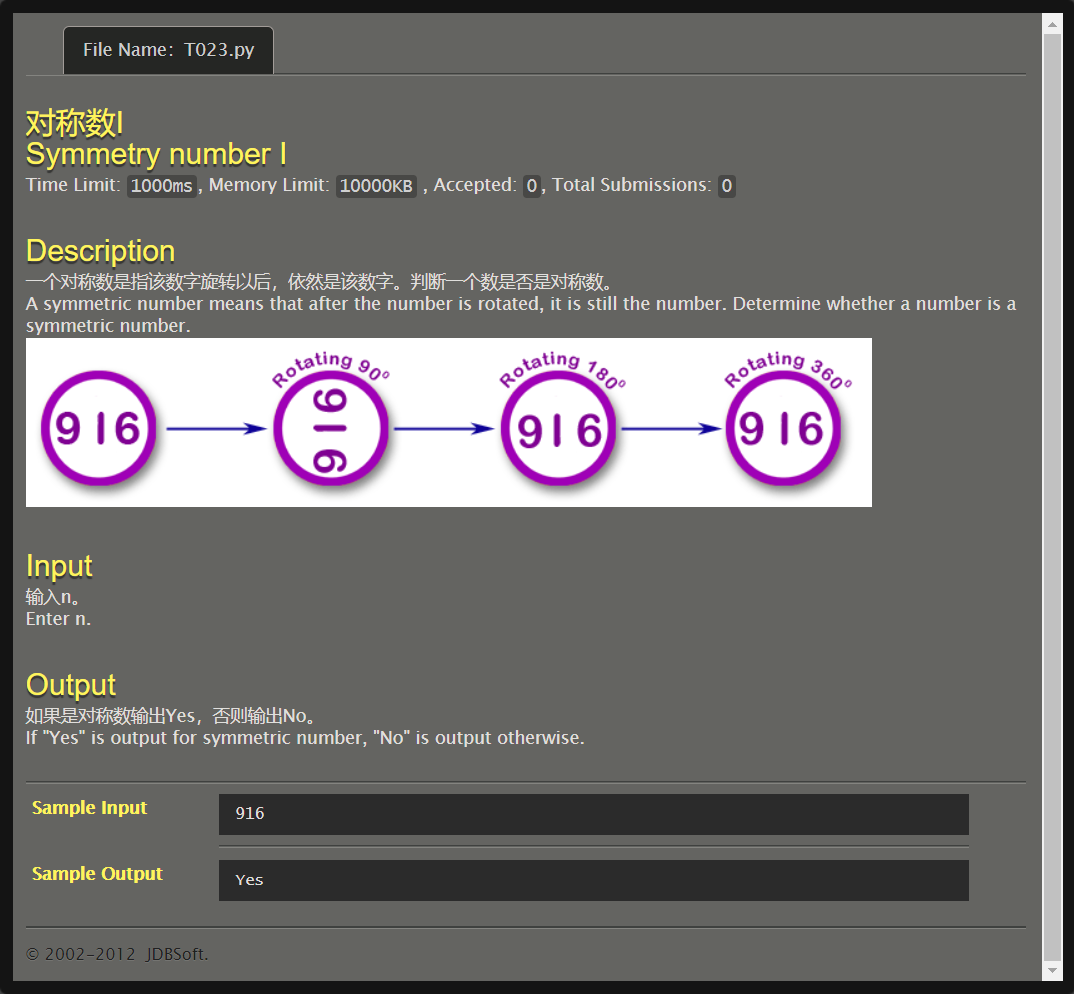 File Name：T023.py
对称数I
Symmetry number I
Time Limit: 1000ms, Memory Limit: 10000KB , Accepted: 0, Total Submissions: 0
Description
一个对称数是指该数字旋转以后，依然是该数字。判断一个数是否是对称数。
A symmetric number means that after the number is rotated, it is still the number. Determine whether a number is a
symmetric number.
Rotating 90º Rotating 180º Rotating 360º
916 916 916 916
Input
输入n。
Enter n.
Output
如果是对称数输出Yes，否则输出No。
If "Yes" is output for symmetric number, "No" is output otherwise.
Sample Input 916
Sample Output Yes
© 2002-2012 JDBSoft.